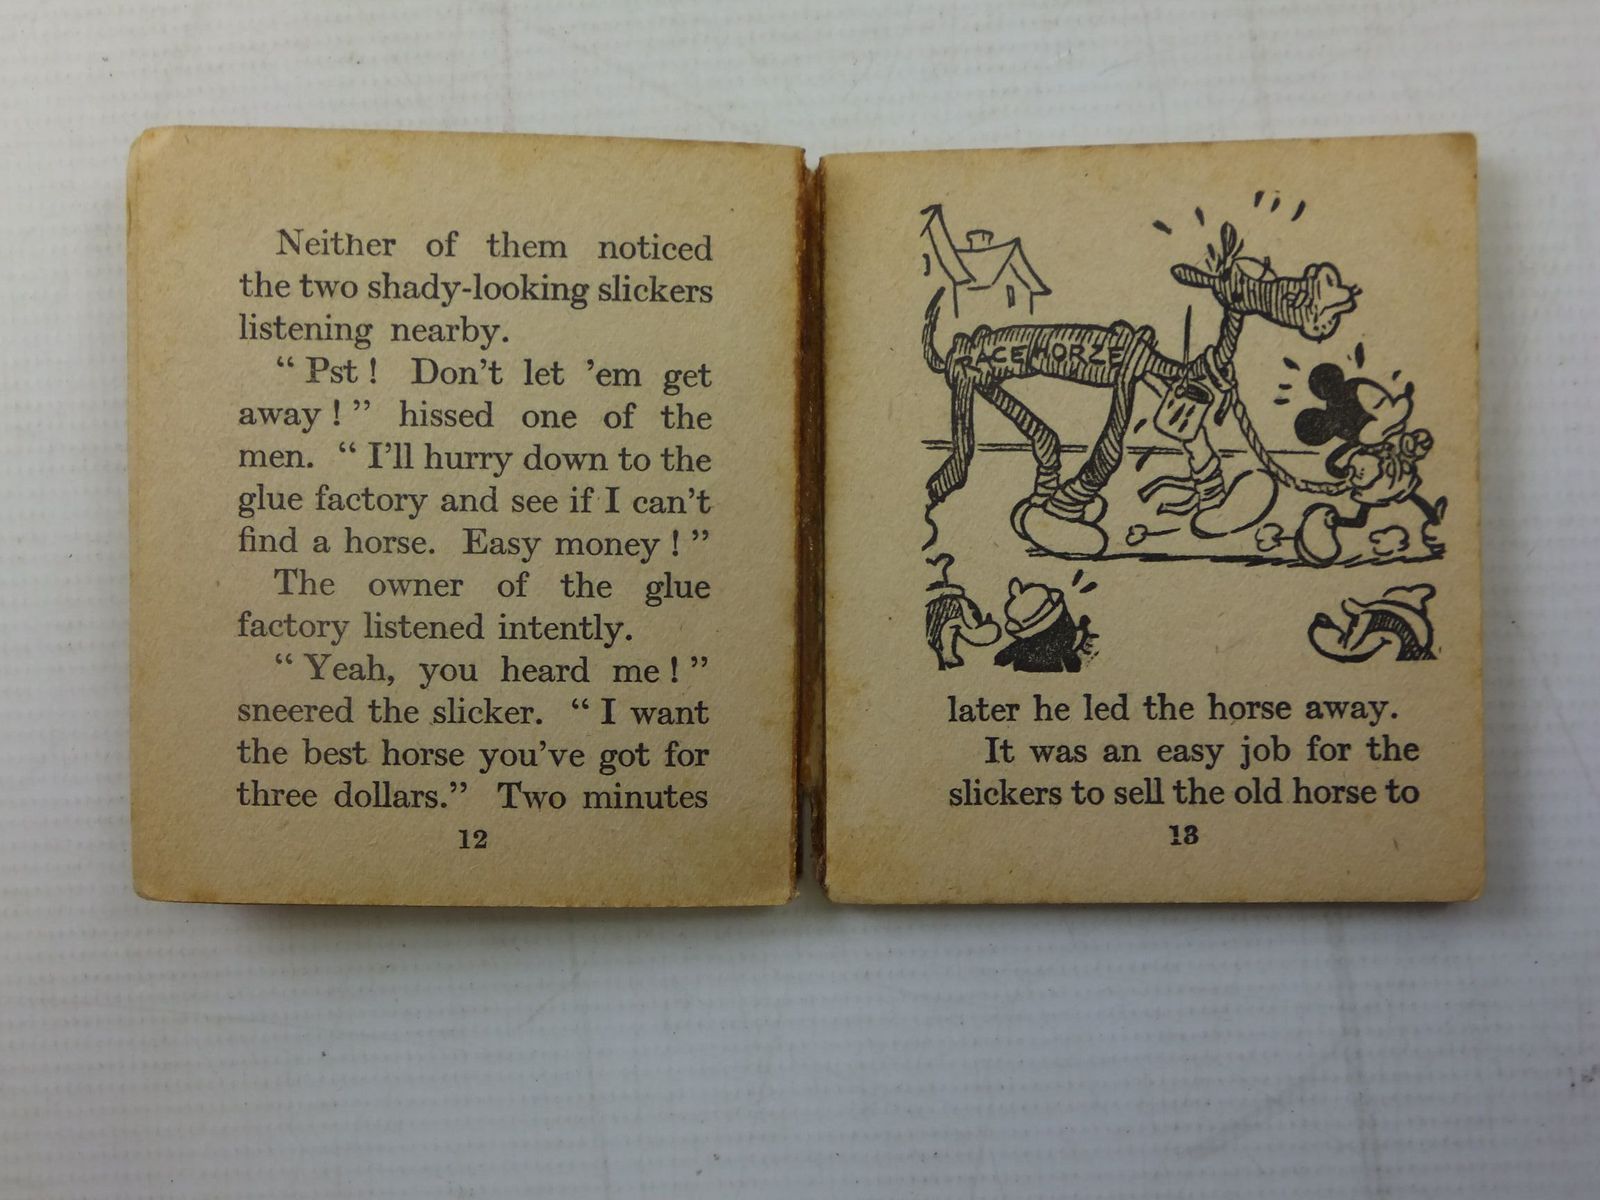 Neither of them noticed
the two shady-looking slickers
listening nearby.
“ Pst ! Don't let 'em get
away ! ” hissed one of the
men. “ I'll hurry down to the
glue factory and see if I can't
find a horse. Easy money ! ”
The owner of the glue
factory listened intently.
“ Yeah, you heard me ! ”
sneered the slicker. “ I want
the best horse you've got for
three dollars.” Two minutes
12
RACE HORZE
later he led the horse away.
It was an easy job for the
slickers to sell the old horse to
13